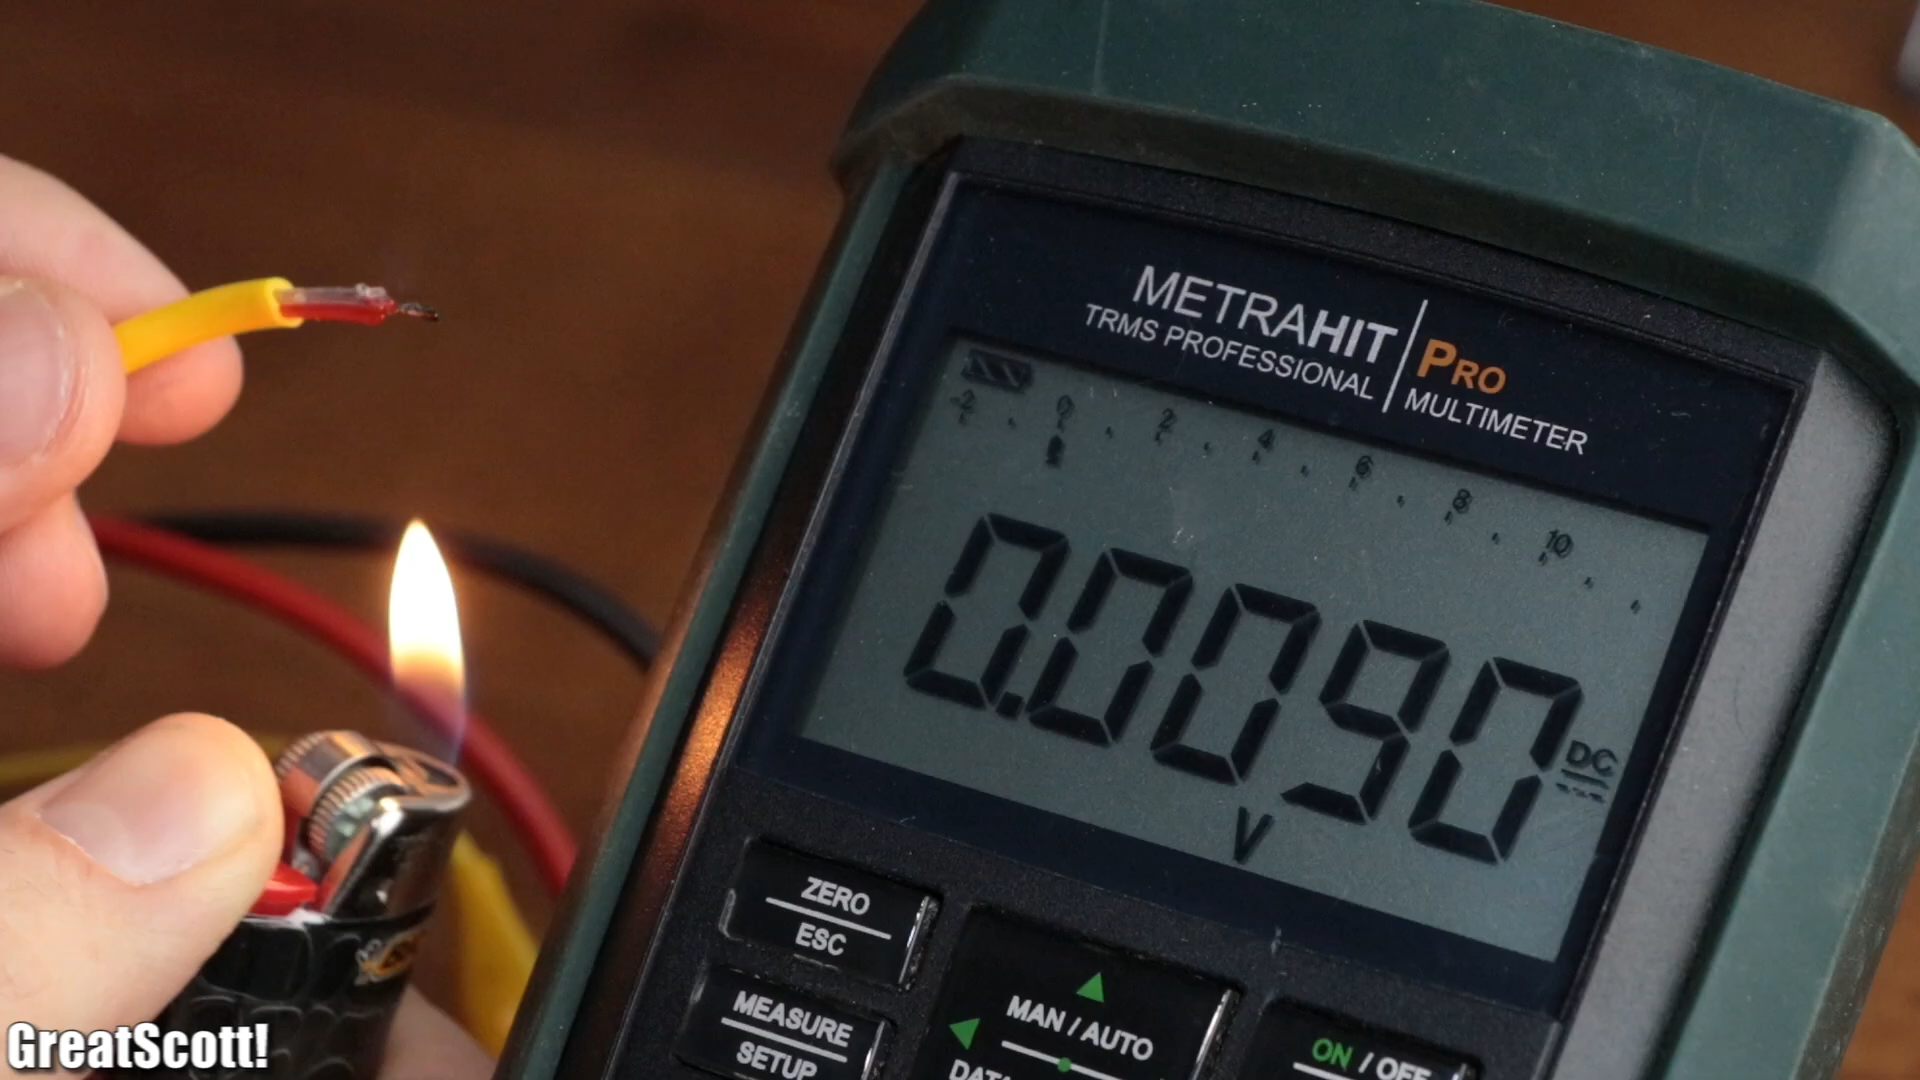 METRAHIT PRO
TRMS PROFESSIONAL MULTIMETER
-2 0 2 4 6 8 10
0.0090
DC
V
ZERO
ESC
MEASURE
SETUP
MAN / AUTO
DATA
ON / OFF
GreatScott!